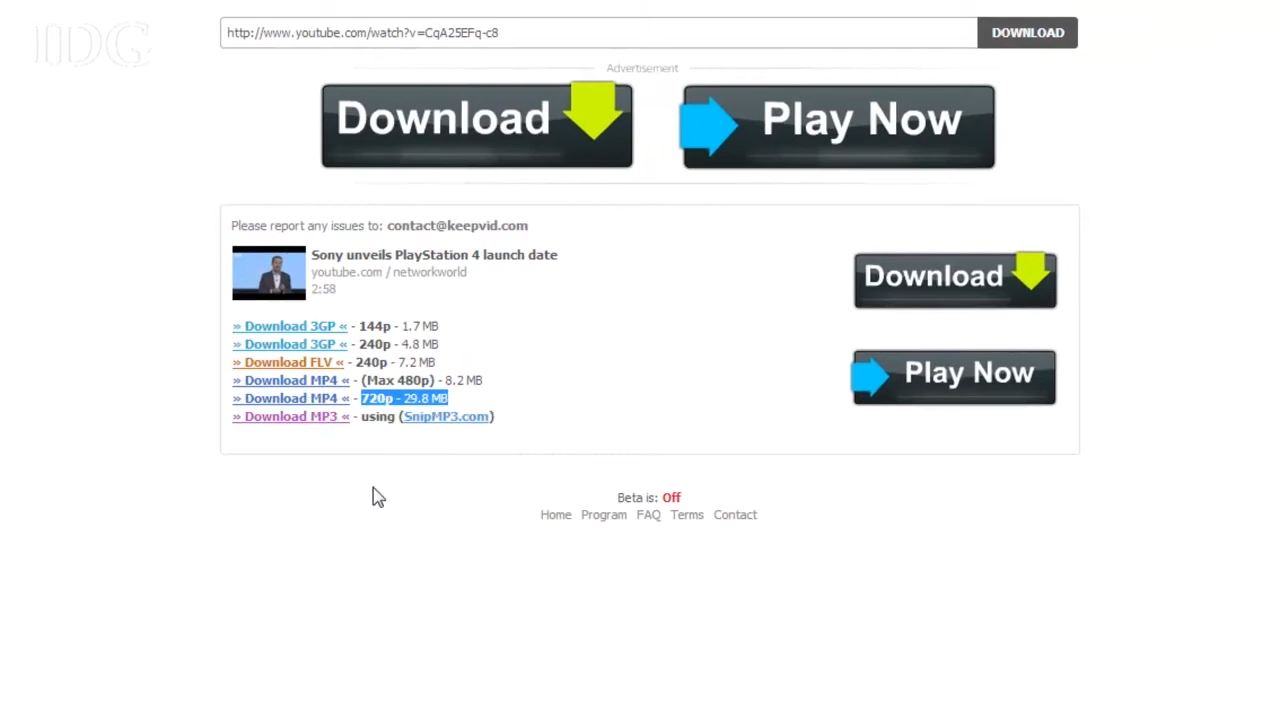 IDG
http://www.youtube.com/watch?v=CqA25EFq-c8 DOWNLOAD
Advertisement
Download Play Now
Please report any issues to: contact@keepvid.com
Sony unveils PlayStation 4 launch date
youtube.com / networkworld
2:58
Download
» Download 3GP « - 144p - 1.7 MB
» Download 3GP « - 240p - 4.8 MB
» Download FLV « - 240p - 7.2 MB
» Download MP4 « - (Max 480p) - 8.2 MB
» Download MP4 « - 720p - 29.8 MB
» Download MP3 « - using (SnipMP3.com)
Play Now
Beta is: Off
Home Program FAQ Terms Contact